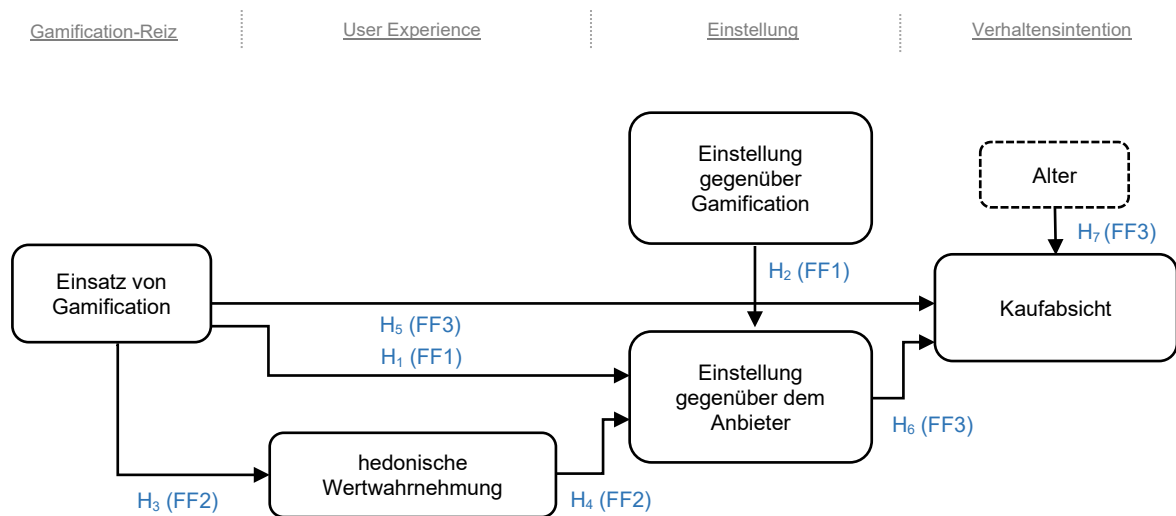 Gamification-Reiz
User Experience
Einstellung
Verhaltensintention
Einstellung
gegenüber
Gamification
Alter
H₇ (FF3)
H₂ (FF1)
Einsatz von
Gamification
Kaufabsicht
H₅ (FF3)
H₁ (FF1)
Einstellung
gegenüber dem
Anbieter
H₆ (FF3)
hedonische
Wertwahrnehmung
H₃ (FF2)
H₄ (FF2)